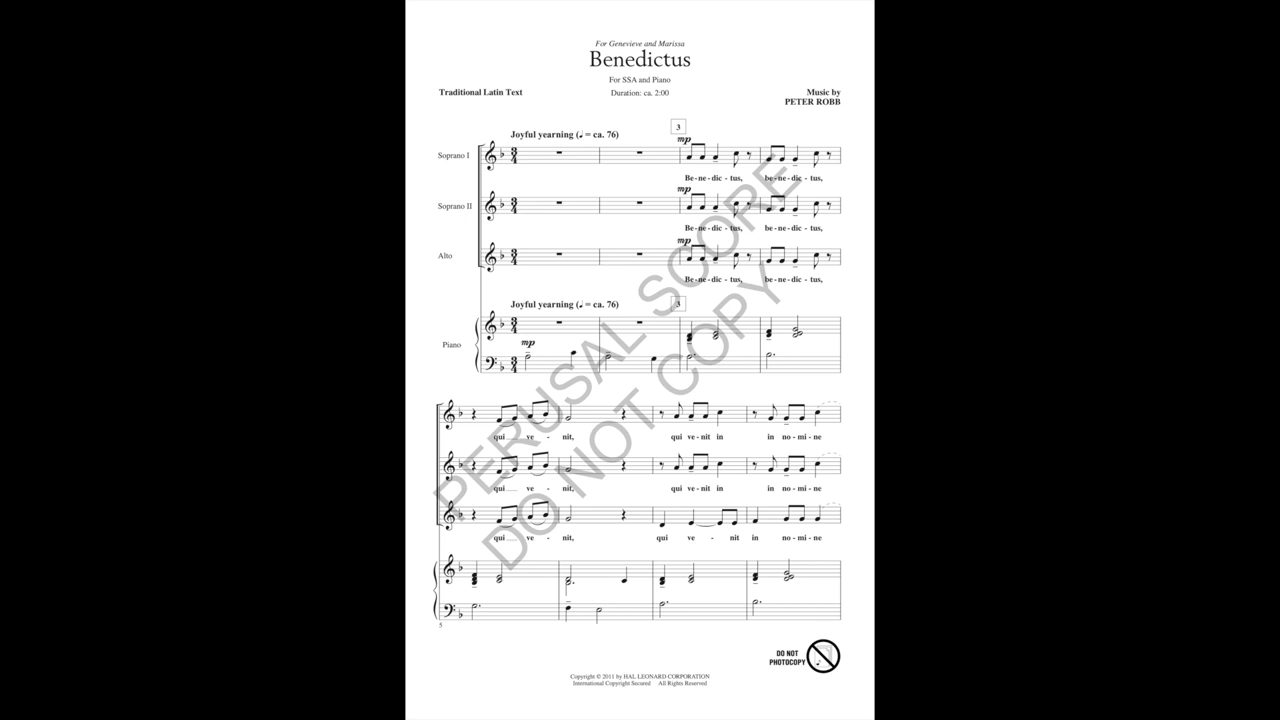 For Genevieve and Marissa
Benedictus
For SSA and Piano
Traditional Latin Text
Duration: ca. 2:00
Music by
PETER ROBB
Joyful yearning (♩ = ca. 76)
3
mp
Soprano I
Be - ne - dic - tus, be - ne - dic - tus,
mp
Soprano II
Be - ne - dic - tus, be - ne - dic - tus,
mp
Alto
Be - ne - dic - tus, be - ne - dic - tus,
Joyful yearning (♩ = ca. 76)
3
Piano
mp
qui ve - nit, qui ve - nit in in no - mi - ne
qui ve - nit, qui ve - nit in in no - mi - ne
qui ve - nit, qui ve - nit in no - mi - ne
5
PERUSAL SCORE
DO NOT COPY
DO NOT
PHOTOCOPY
Copyright © 2011 by HAL LEONARD CORPORATION
International Copyright Secured All Rights Reserved